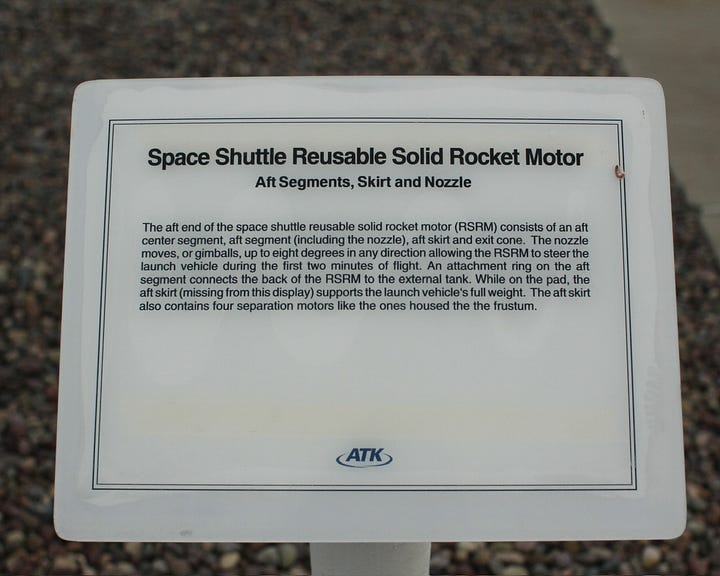 Space Shuttle Reusable Solid Rocket Motor
Aft Segments, Skirt and Nozzle
The aft end of the space shuttle reusable solid rocket motor (RSRM) consists of an aft
center segment, aft segment (including the nozzle), aft skirt and exit cone. The nozzle
moves, or gimballs, up to eight degrees in any direction allowing the RSRM to steer the
launch vehicle during the first two minutes of flight. An attachment ring on the aft
segment connects the back of the RSRM to the external tank. While on the pad, the
aft skirt (missing from this display) supports the launch vehicle's full weight. The aft skirt
also contains four separation motors like the ones housed the the frustum.
ATK